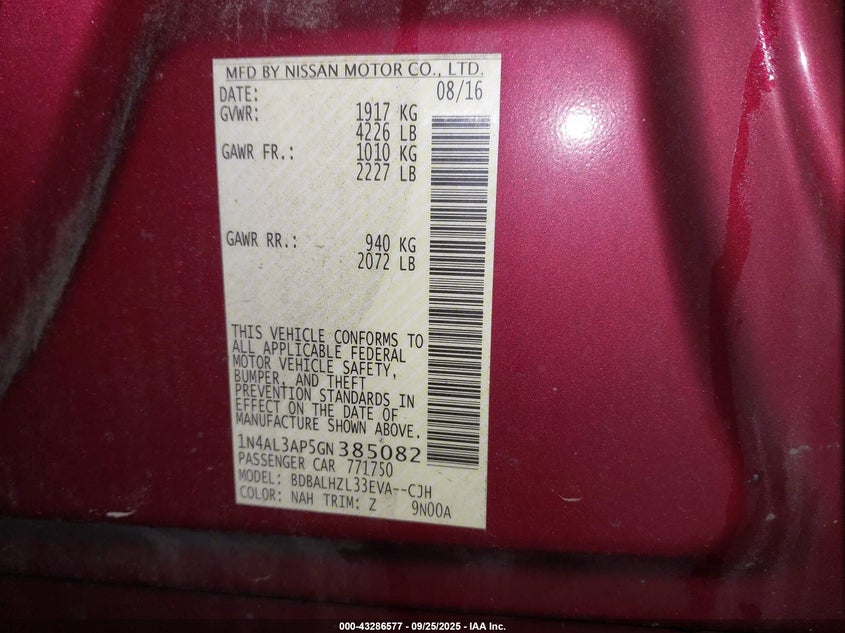 MFD BY NISSAN MOTOR CO., LTD.
DATE: 08/16
GVWR: 1917 KG
4226 LB
GAWR FR.: 1010 KG
2227 LB
GAWR RR.: 940 KG
2072 LB
THIS VEHICLE CONFORMS TO
ALL APPLICABLE FEDERAL
MOTOR VEHICLE SAFETY,
BUMPER, AND THEFT
PREVENTION STANDARDS IN
EFFECT ON THE DATE OF
MANUFACTURE SHOWN ABOVE.
1N4AL3AP5GN385082
PASSENGER CAR 771750
MODEL: BDBALHZL33EVA--CJH
COLOR: NAH TRIM: Z 9N00A
000-43286577 - 09/25/2025 - IAA Inc.